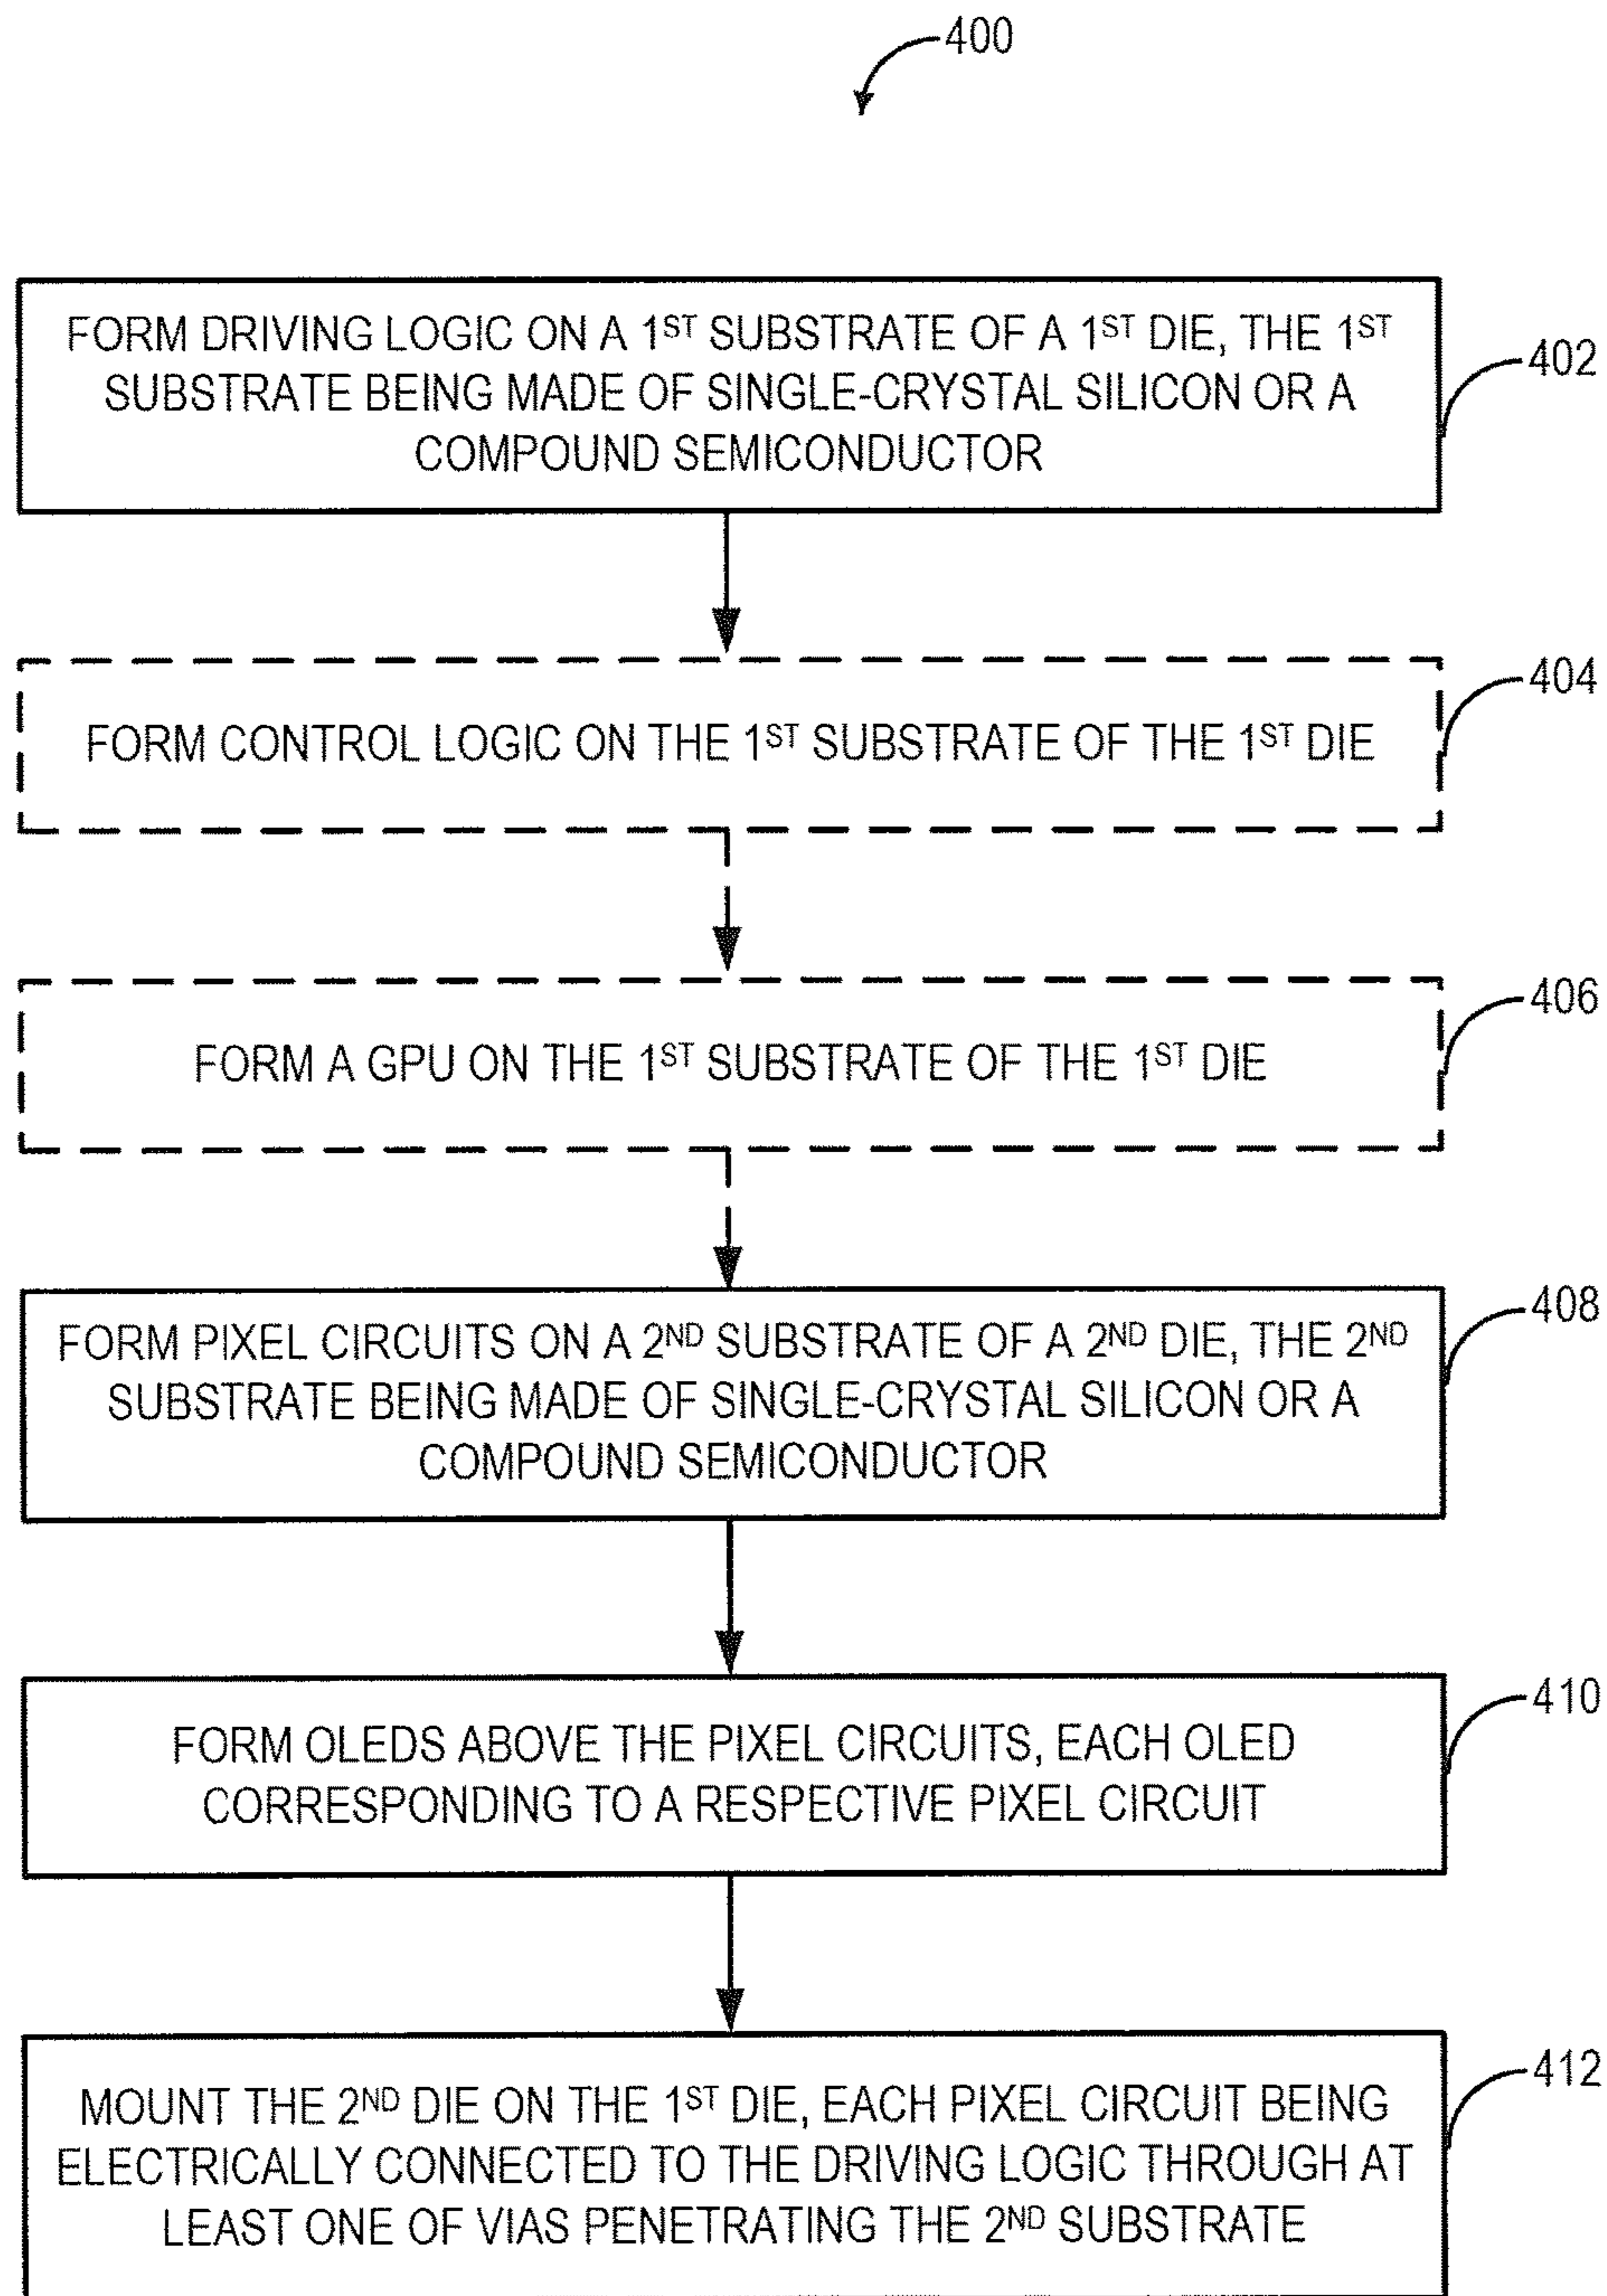 400
FORM DRIVING LOGIC ON A 1ST SUBSTRATE OF A 1ST DIE, THE 1ST
SUBSTRATE BEING MADE OF SINGLE-CRYSTAL SILICON OR A
COMPOUND SEMICONDUCTOR
402
FORM CONTROL LOGIC ON THE 1ST SUBSTRATE OF THE 1ST DIE
404
FORM A GPU ON THE 1ST SUBSTRATE OF THE 1ST DIE
406
FORM PIXEL CIRCUITS ON A 2ND SUBSTRATE OF A 2ND DIE, THE 2ND
SUBSTRATE BEING MADE OF SINGLE-CRYSTAL SILICON OR A
COMPOUND SEMICONDUCTOR
408
FORM OLEDS ABOVE THE PIXEL CIRCUITS, EACH OLED
CORRESPONDING TO A RESPECTIVE PIXEL CIRCUIT
410
MOUNT THE 2ND DIE ON THE 1ST DIE, EACH PIXEL CIRCUIT BEING
ELECTRICALLY CONNECTED TO THE DRIVING LOGIC THROUGH AT
LEAST ONE OF VIAS PENETRATING THE 2ND SUBSTRATE
412